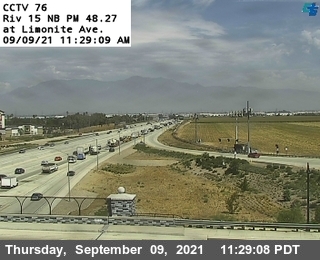 CCTV 76
Riv 15 NB PM 48.27
at Limonite Ave.
09/09/21 11:29:09 AM
Thursday, September 09, 2021 11:29:08 PDT